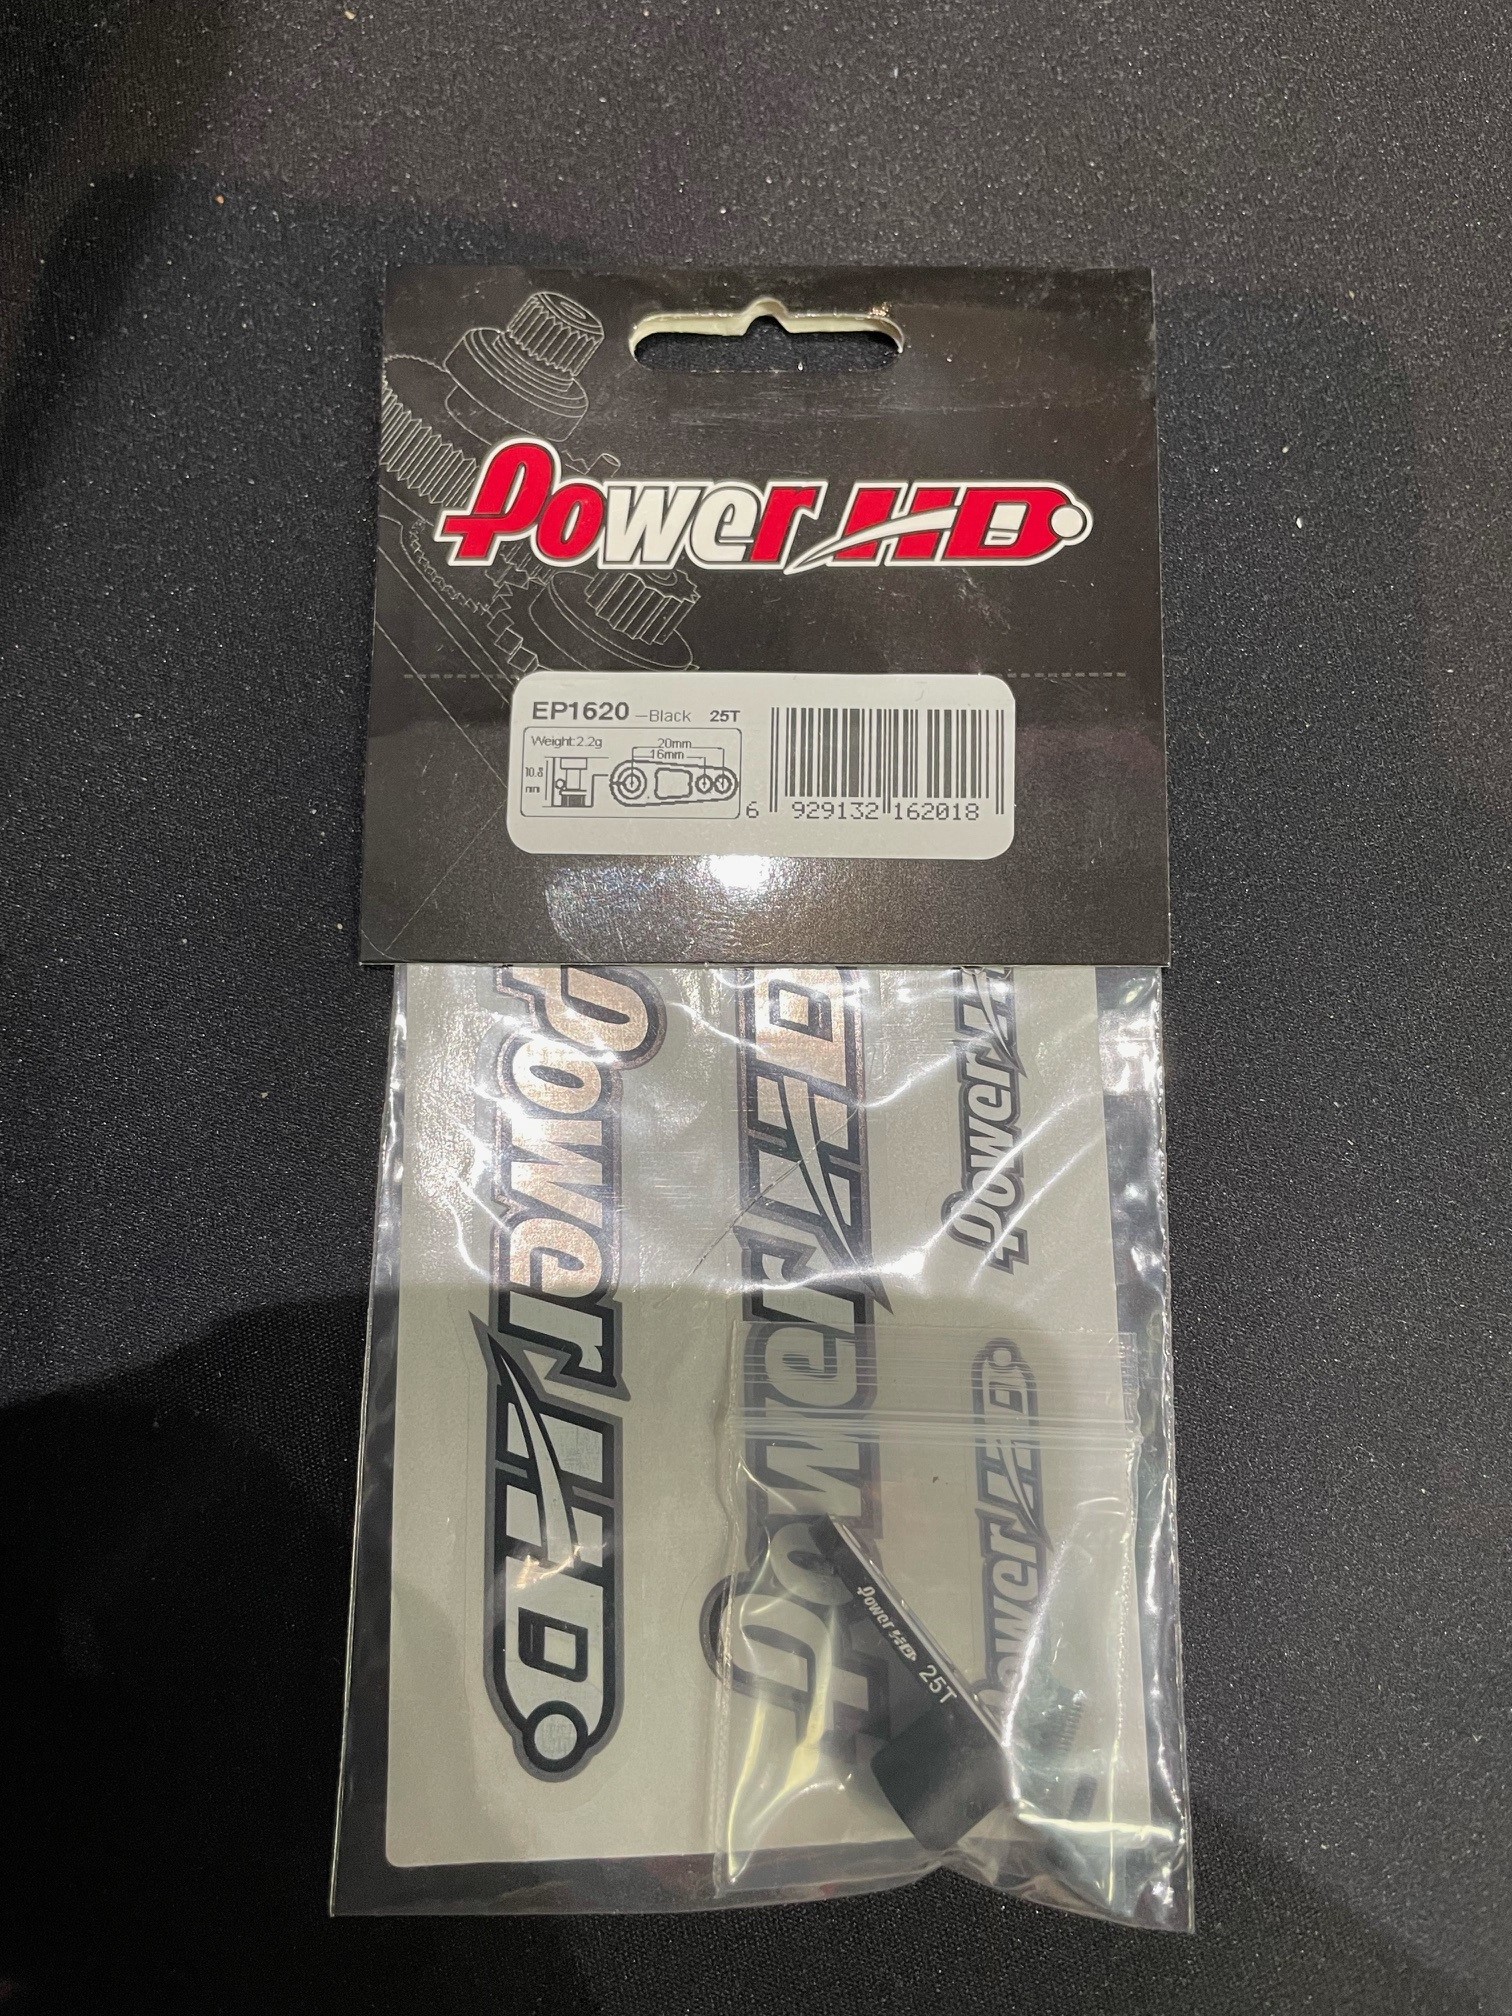 Power HD
EP1620 –Black 25T
Weight:2.2g
20mm
16mm
10.8
mm
6 929132 162018
Power HD
Power HD
Power HD
Power HD
Power HD 25T